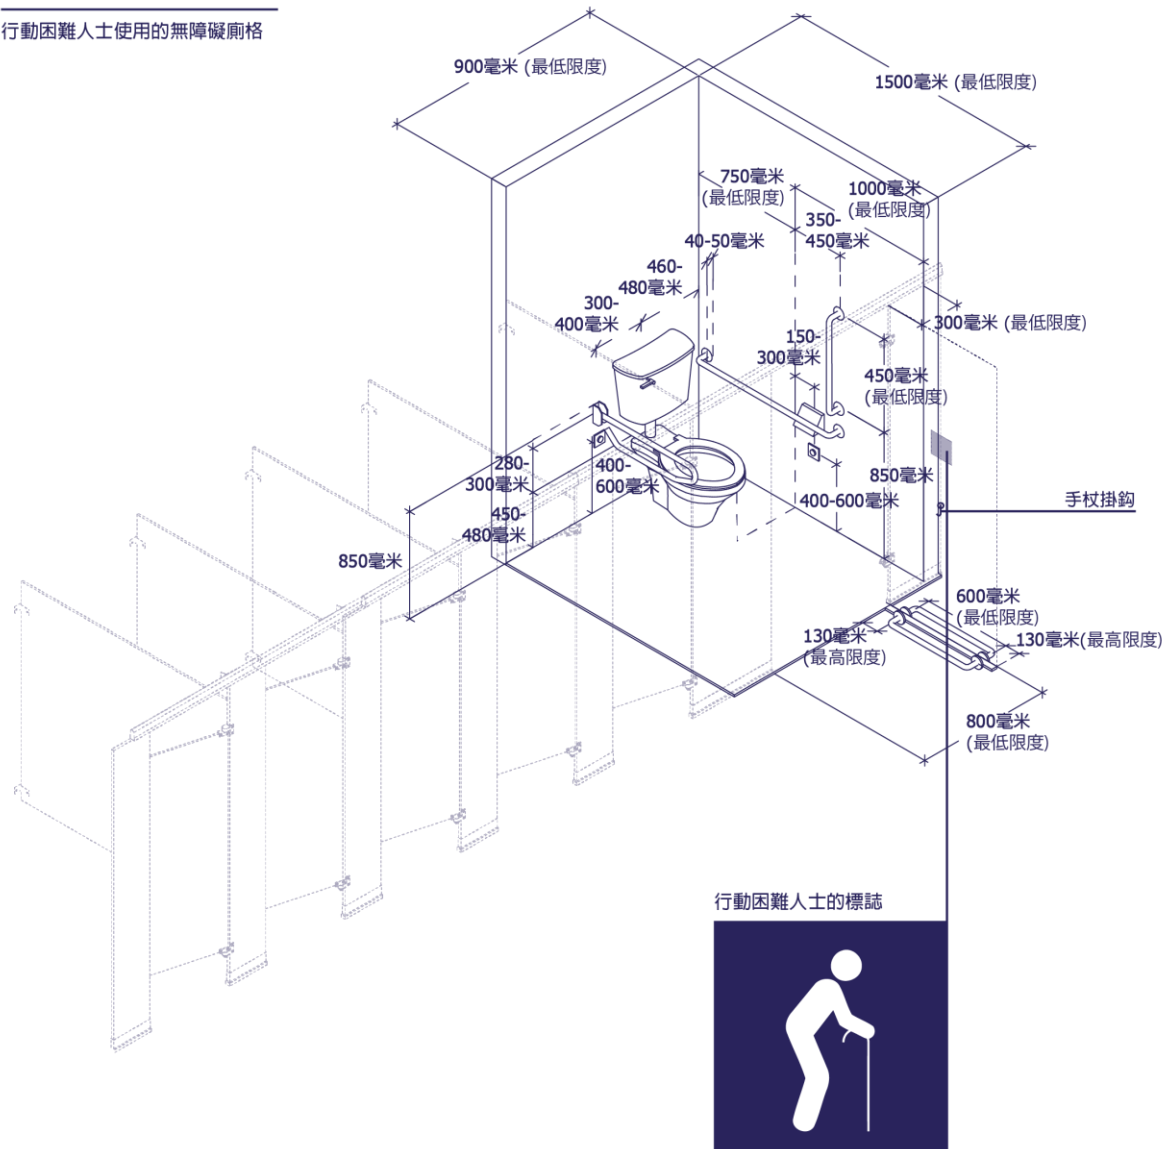 行動困難人士使用的無障礙廁格
900毫米 (最低限度)
1500毫米 (最低限度)
750毫米
(最低限度)
1000毫米
(最低限度)
350-
450毫米
40-50毫米
460-
480毫米
300-
400毫米
300毫米 (最低限度)
150-
300毫米
450毫米
(最低限度)
280-
300毫米
400-
600毫米
850毫米
400-600毫米
手杖掛鈎
450-
480毫米
850毫米
600毫米
(最低限度)
130毫米
(最高限度)
130毫米(最高限度)
800毫米
(最低限度)
行動困難人士的標誌